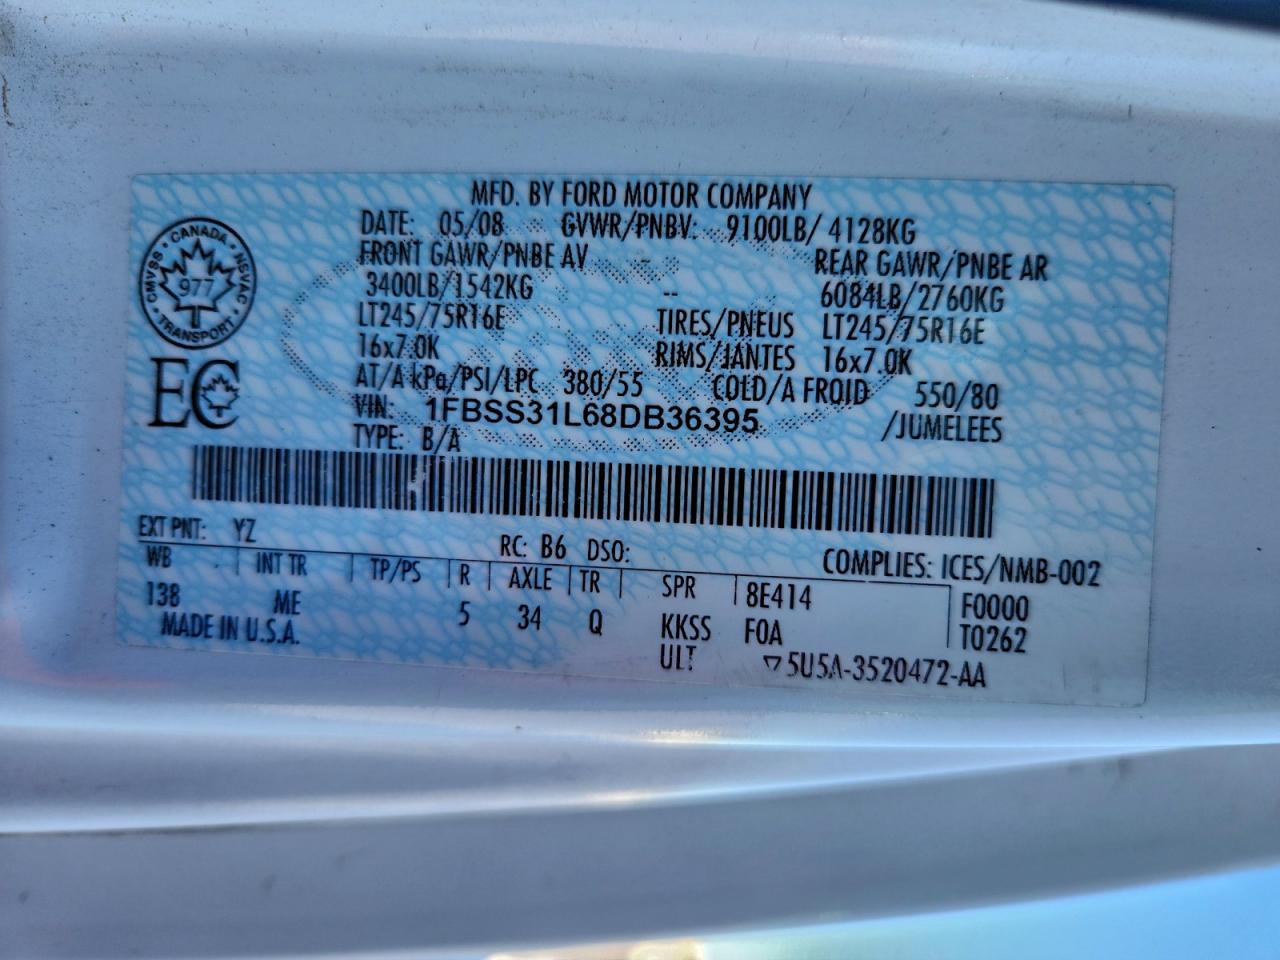 MFD. BY FORD MOTOR COMPANY
DATE: 05/08 GVWR/PNBV: 9100LB/ 4128KG
FRONT GAWR/PNBE AV -- REAR GAWR/PNBE AR
3400LB/1542KG -- 6084LB/2760KG
LT245/75R16E TIRES/PNEUS LT245/75R16E
16x7.0K RIMS/JANTES 16x7.0K
AT/A kPa/PSI/LPC 380/55 COLD/A FROID 550/80
VIN: 1FBSS31L68DB36395 /JUMELEES
TYPE: B/A
CANADA
CMVSS 977 NSVAC
TRANSPORT
EC
EXT PNT: YZ RC: B6 DSO: COMPLIES: ICES/NMB-002
WB INT TR TP/PS R AXLE TR SPR 8E414 F0000
138 ME 5 34 Q KKSS FOA T0262
MADE IN U.S.A. ULT ▽5U5A-3520472-AA